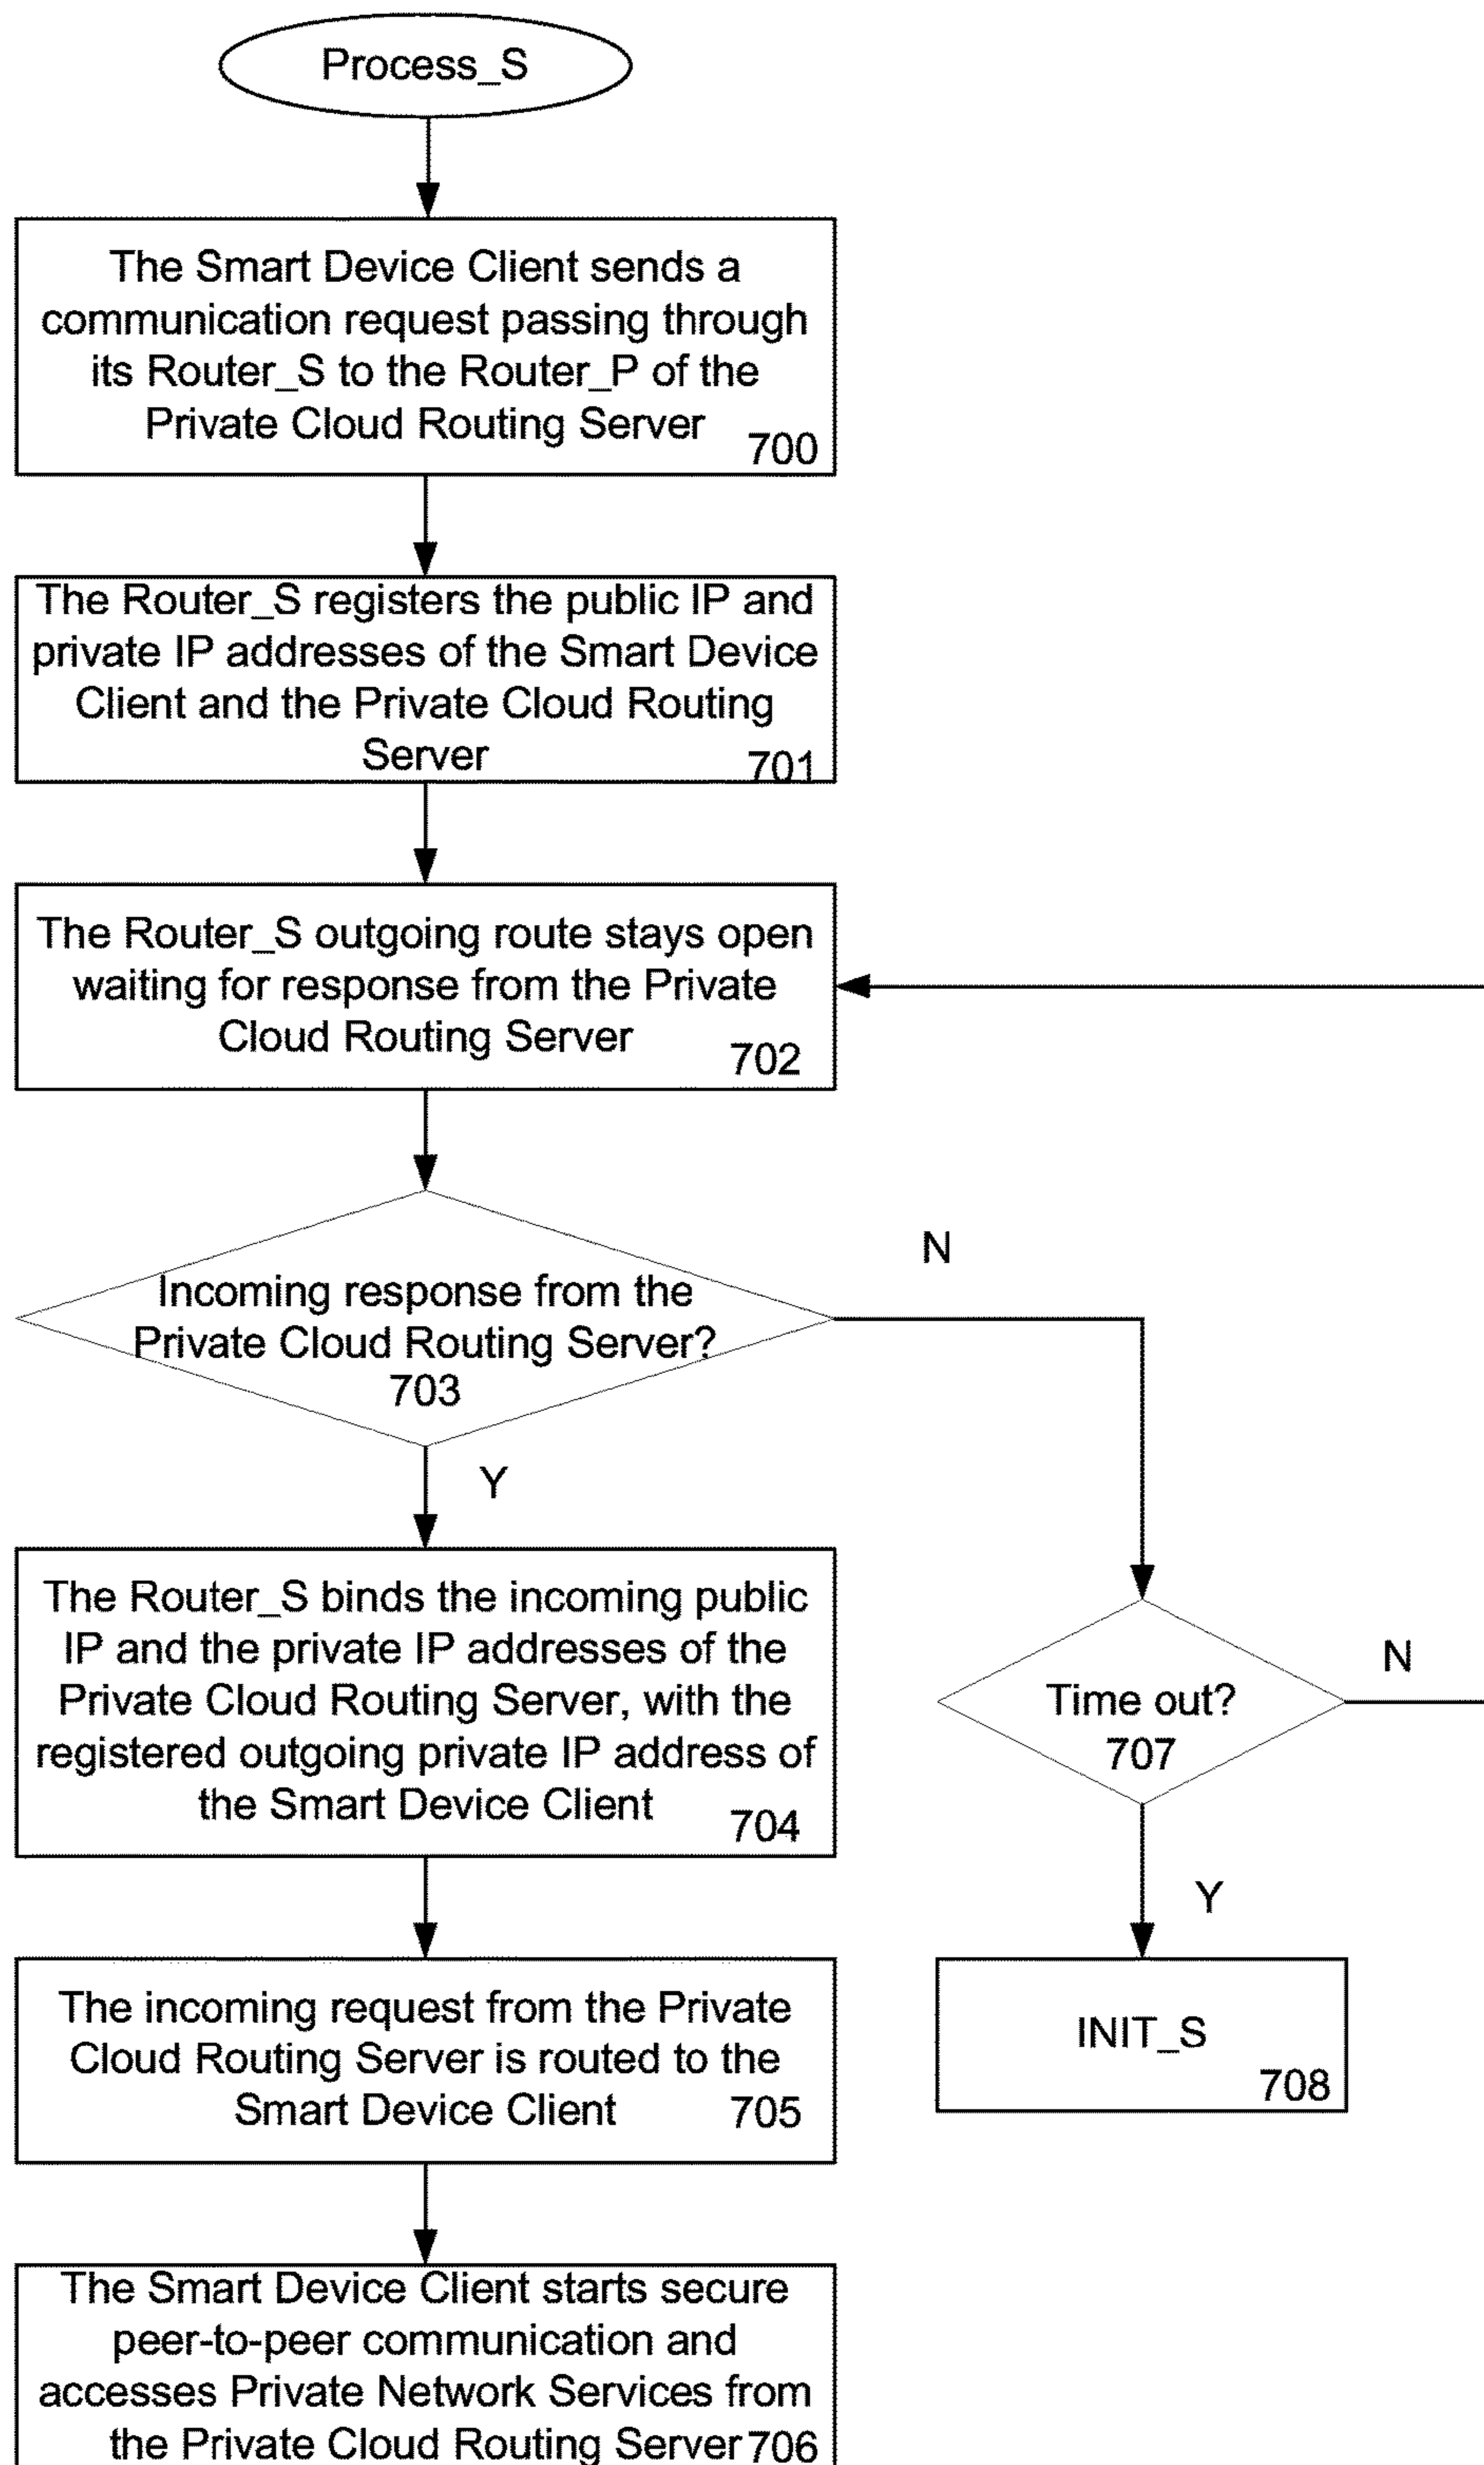 Process_S
The Smart Device Client sends a
communication request passing through
its Router_S to the Router_P of the
Private Cloud Routing Server
700
The Router_S registers the public IP and
private IP addresses of the Smart Device
Client and the Private Cloud Routing
Server
701
The Router_S outgoing route stays open
waiting for response from the Private
Cloud Routing Server
702
Incoming response from the
Private Cloud Routing Server?
703
N
Y
The Router_S binds the incoming public
IP and the private IP addresses of the
Private Cloud Routing Server, with the
registered outgoing private IP address of
the Smart Device Client
704
Time out?
707
N
Y
The incoming request from the Private
Cloud Routing Server is routed to the
Smart Device Client
705
INIT_S
708
The Smart Device Client starts secure
peer-to-peer communication and
accesses Private Network Services from
the Private Cloud Routing Server 706